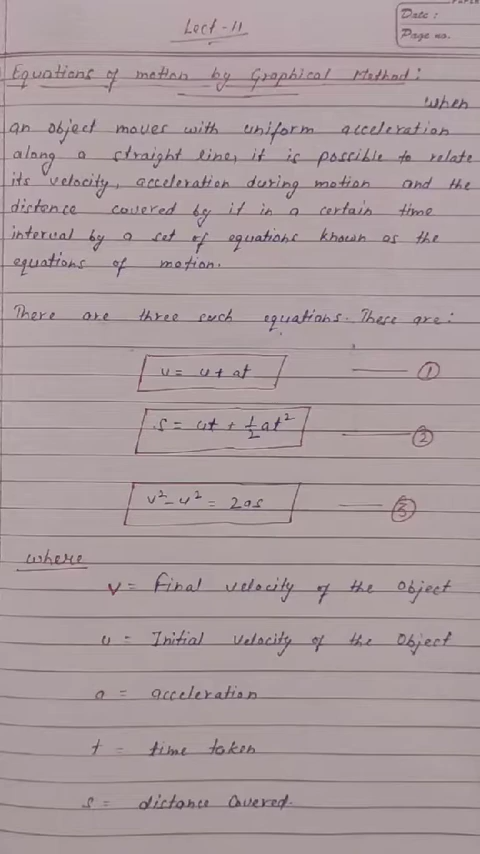 Date :
Page no.
Lect - 11
Equations of motion by Graphical Method :
when
an object moves with uniform acceleration
along a straight line, it is possible to relate
its velocity, acceleration during motion and the
distance covered by it in a certain time
interval by a set of equations known as the
equations of motion.
There are three such equations. These are :
v = u + at ①
s = ut + ½at² ②
v² - u² = 2as ③
where
v = Final velocity of the Object
u = Initial velocity of the Object
a = acceleration
t = time taken
s = distance Covered.